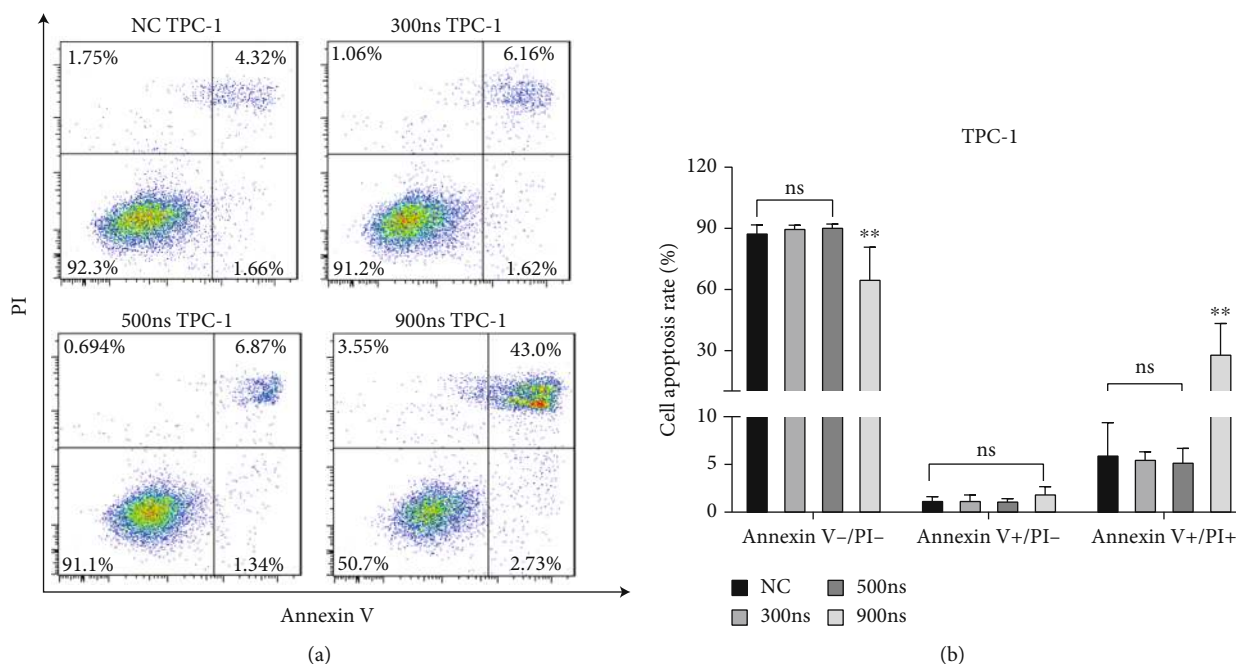 NC TPC-1
300ns TPC-1
1.75%
4.32%
92.3%
1.66%
1.06%
6.16%
91.2%
1.62%
500ns TPC-1
900ns TPC-1
0.694%
6.87%
91.1%
1.34%
3.55%
43.0%
50.7%
2.73%
PI
Annexin V
(a)
TPC-1
Cell apoptosis rate (%)
120
90
60
30
10
5
0
ns
**
ns
ns
**
Annexin V−/PI−
Annexin V+/PI−
Annexin V+/PI+
NC
500ns
300ns
900ns
(b)